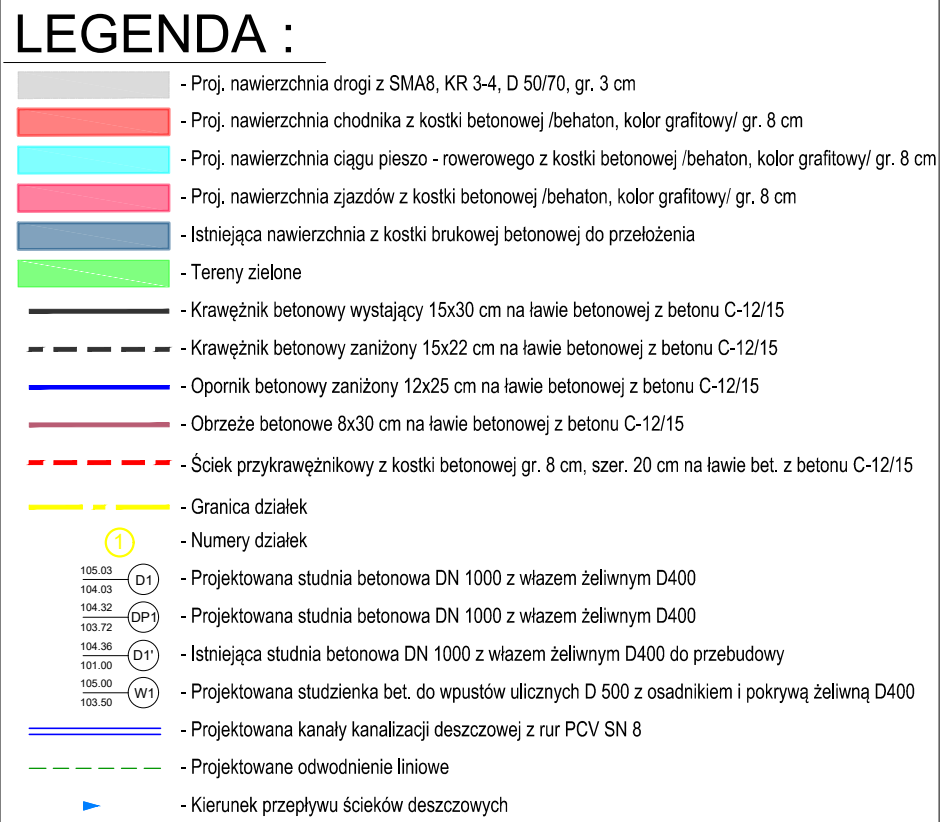 LEGENDA :
- Proj. nawierzchnia drogi z SMA8, KR 3-4, D 50/70, gr. 3 cm
- Proj. nawierzchnia chodnika z kostki betonowej /behaton, kolor grafitowy/ gr. 8 cm
- Proj. nawierzchnia ciągu pieszo - rowerowego z kostki betonowej /behaton, kolor grafitowy/ gr. 8 cm
- Proj. nawierzchnia zjazdów z kostki betonowej /behaton, kolor grafitowy/ gr. 8 cm
- Istniejąca nawierzchnia z kostki brukowej betonowej do przełożenia
- Tereny zielone
- Krawężnik betonowy wystający 15x30 cm na ławie betonowej z betonu C-12/15
- Krawężnik betonowy zaniżony 15x22 cm na ławie betonowej z betonu C-12/15
- Opornik betonowy zaniżony 12x25 cm na ławie betonowej z betonu C-12/15
- Obrzeże betonowe 8x30 cm na ławie betonowej z betonu C-12/15
- Ściek przykrawężnikowy z kostki betonowej gr. 8 cm, szer. 20 cm na ławie bet. z betonu C-12/15
- Granica działek
1 - Numery działek
105.03
104.03
D1 - Projektowana studnia betonowa DN 1000 z włazem żeliwnym D400
104.32
103.72
DP1 - Projektowana studnia betonowa DN 1000 z włazem żeliwnym D400
104.36
101.00
D1' - Istniejąca studnia betonowa DN 1000 z włazem żeliwnym D400 do przebudowy
105.00
103.50
W1 - Projektowana studzienka bet. do wpustów ulicznych D 500 z osadnikiem i pokrywą żeliwną D400
- Projektowana kanały kanalizacji deszczowej z rur PCV SN 8
- Projektowane odwodnienie liniowe
- Kierunek przepływu ścieków deszczowych